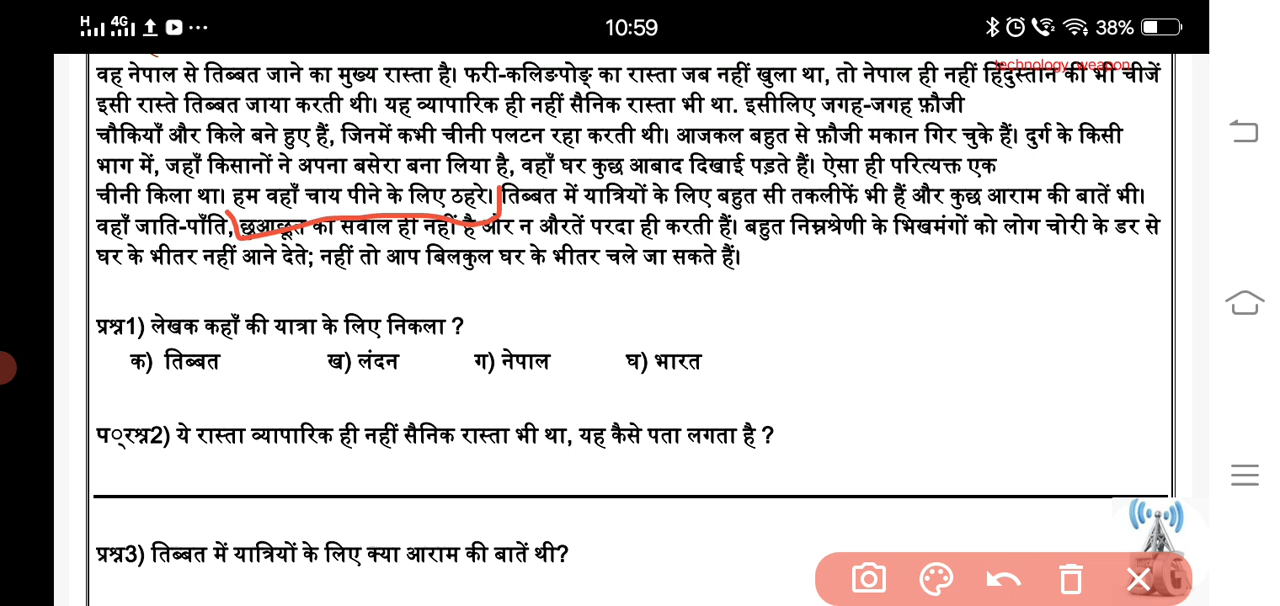 H 4G 10:59 38%
technology weapon
वह नेपाल से तिब्बत जाने का मुख्य रास्ता है। फरी-कलिङपोङ् का रास्ता जब नहीं खुला था, तो नेपाल ही नहीं हिंदुस्तान की भी चीजें
इसी रास्ते तिब्बत जाया करती थी। यह व्यापारिक ही नहीं सैनिक रास्ता भी था. इसीलिए जगह-जगह फ़ौजी
चौकियाँ और किले बने हुए हैं, जिनमें कभी चीनी पलटन रहा करती थी। आजकल बहुत से फ़ौजी मकान गिर चुके हैं। दुर्ग के किसी
भाग में, जहाँ किसानों ने अपना बसेरा बना लिया है, वहाँ घर कुछ आबाद दिखाई पड़ते हैं। ऐसा ही परित्यक्त एक
चीनी किला था। हम वहाँ चाय पीने के लिए ठहरे। तिब्बत में यात्रियों के लिए बहुत सी तकलीफें भी हैं और कुछ आराम की बातें भी।
वहाँ जाति-पाँति, छुआछूत का सवाल ही नहीं है और न औरतें परदा ही करती हैं। बहुत निम्नश्रेणी के भिखमंगों को लोग चोरी के डर से
घर के भीतर नहीं आने देते; नहीं तो आप बिलकुल घर के भीतर चले जा सकते हैं।
प्रश्न1) लेखक कहाँ की यात्रा के लिए निकला ?
क) तिब्बत ख) लंदन ग) नेपाल घ) भारत
प्रश्न2) ये रास्ता व्यापारिक ही नहीं सैनिक रास्ता भी था, यह कैसे पता लगता है ?
प्रश्न3) तिब्बत में यात्रियों के लिए क्या आराम की बातें थी?